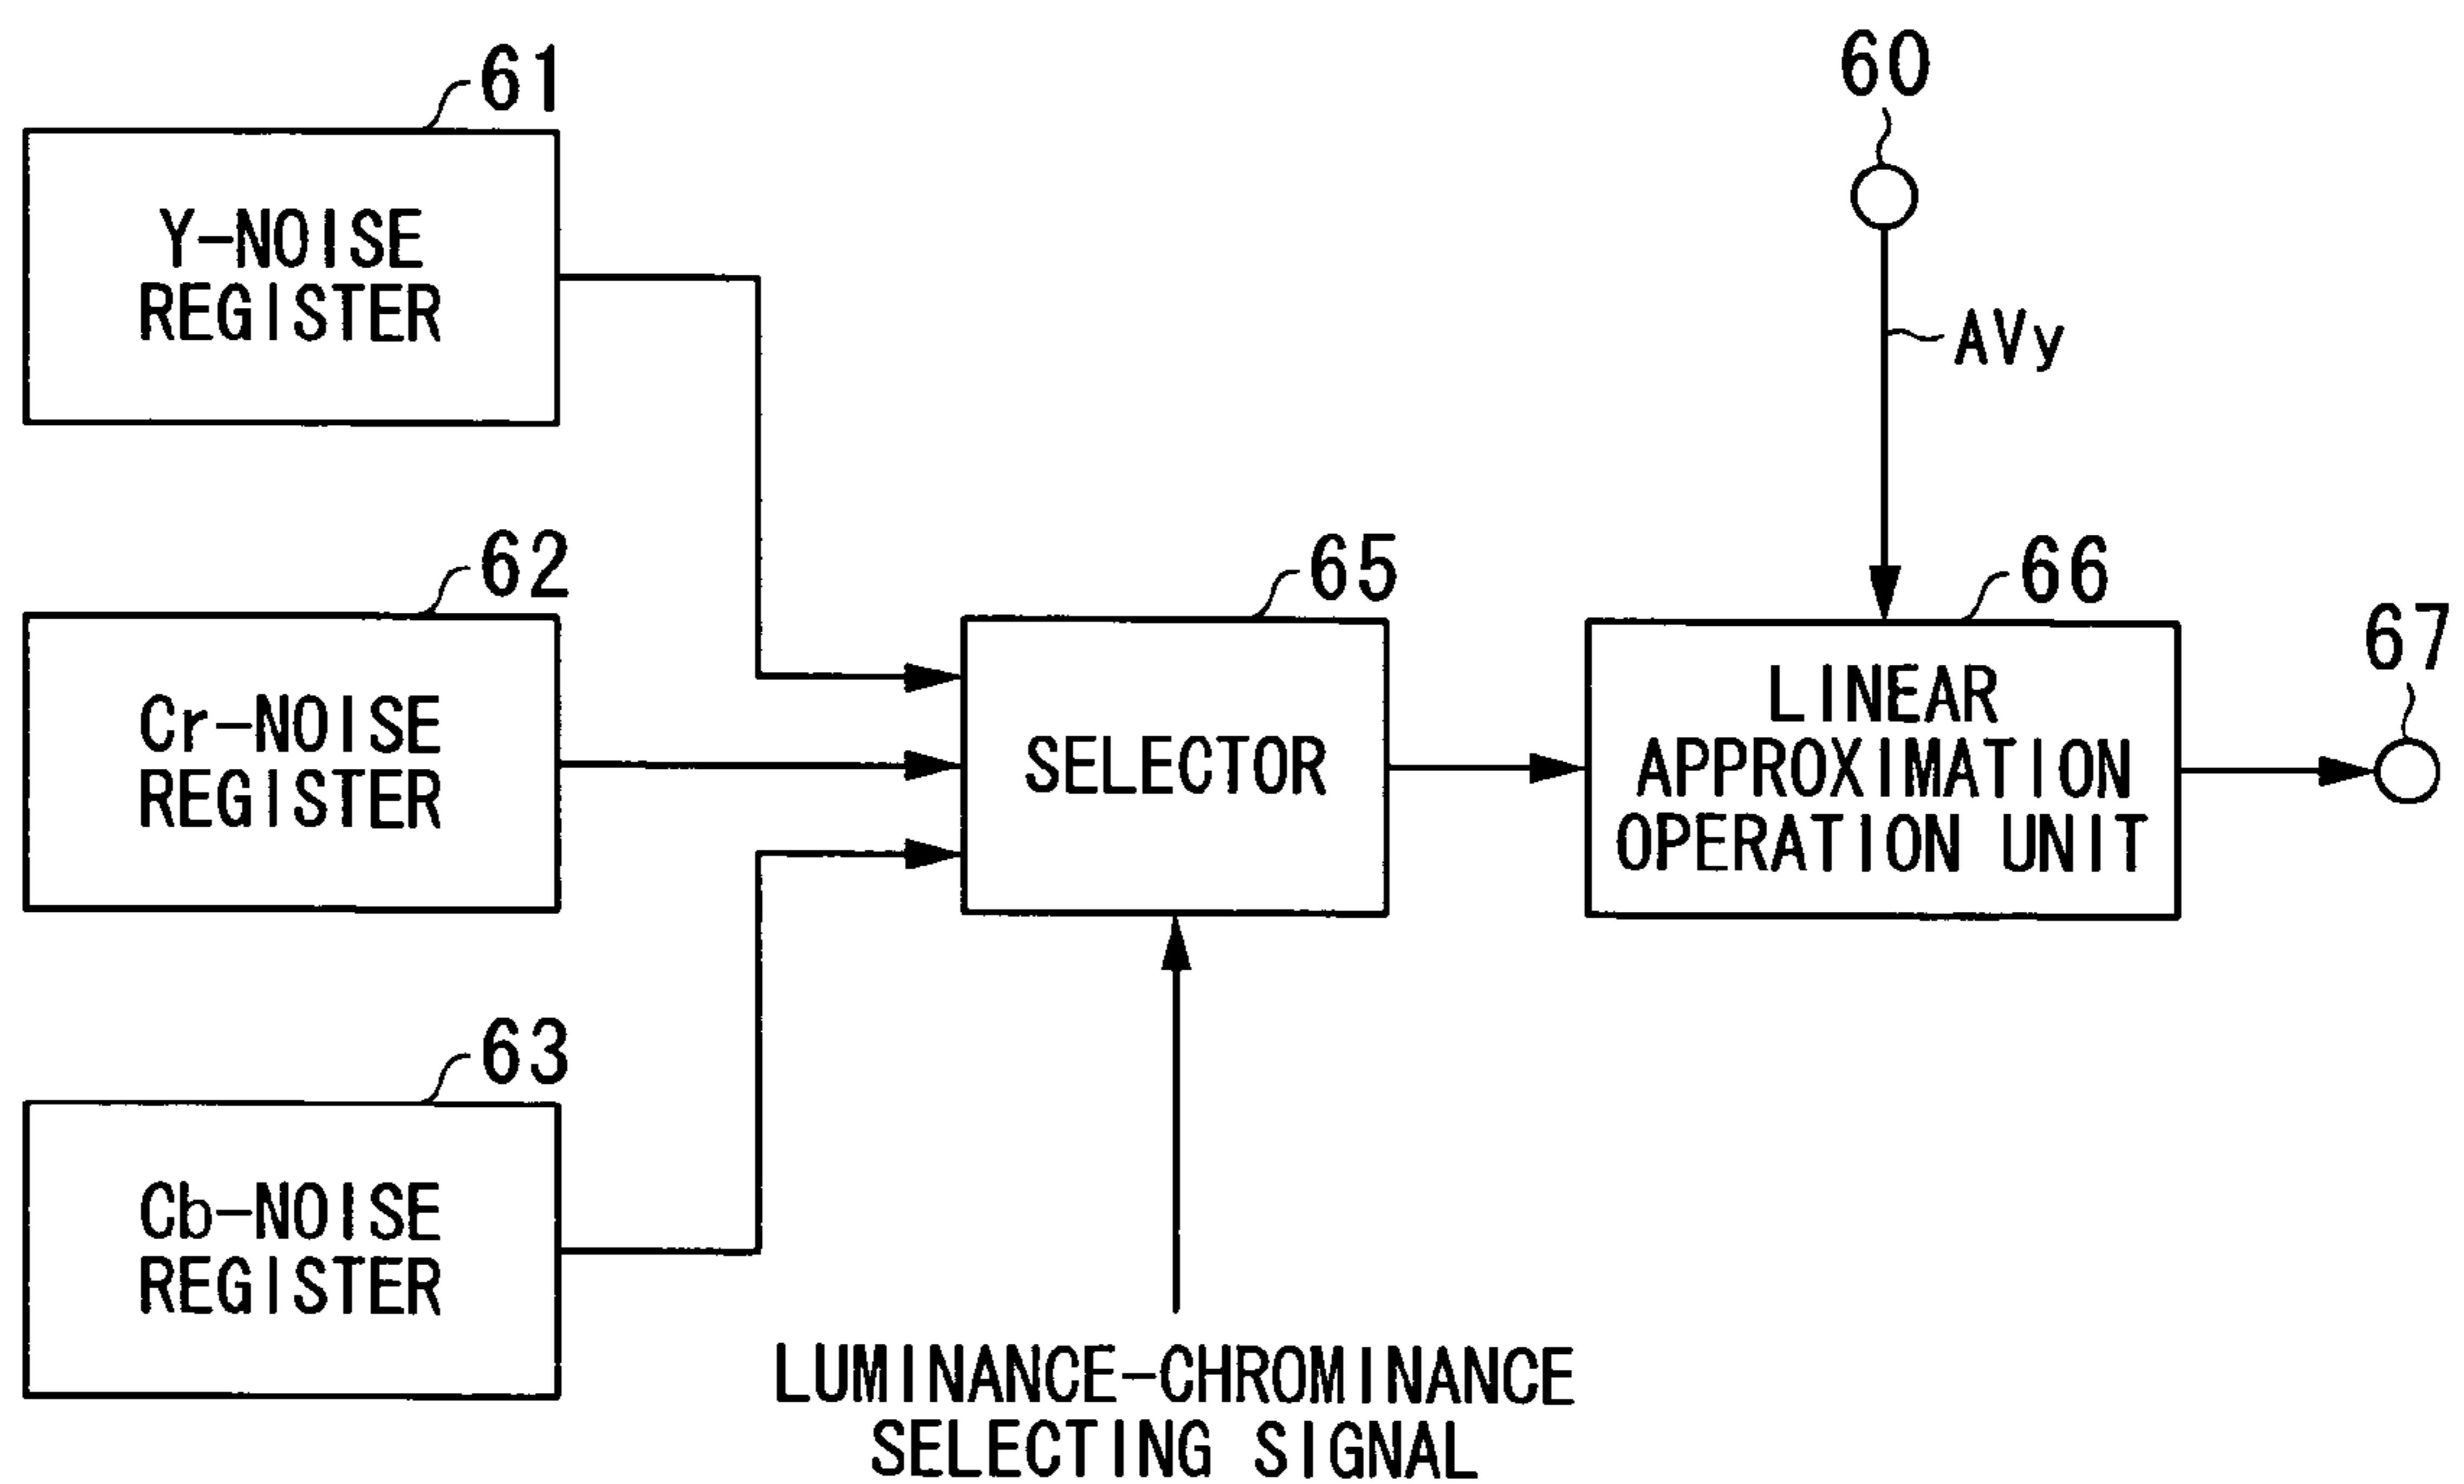 61
Y-NOISE
REGISTER
60
AVy
62
Cr-NOISE
REGISTER
65
SELECTOR
66
LINEAR
APPROXIMATION
OPERATION UNIT
67
63
Cb-NOISE
REGISTER
LUMINANCE-CHROMINANCE
SELECTING SIGNAL